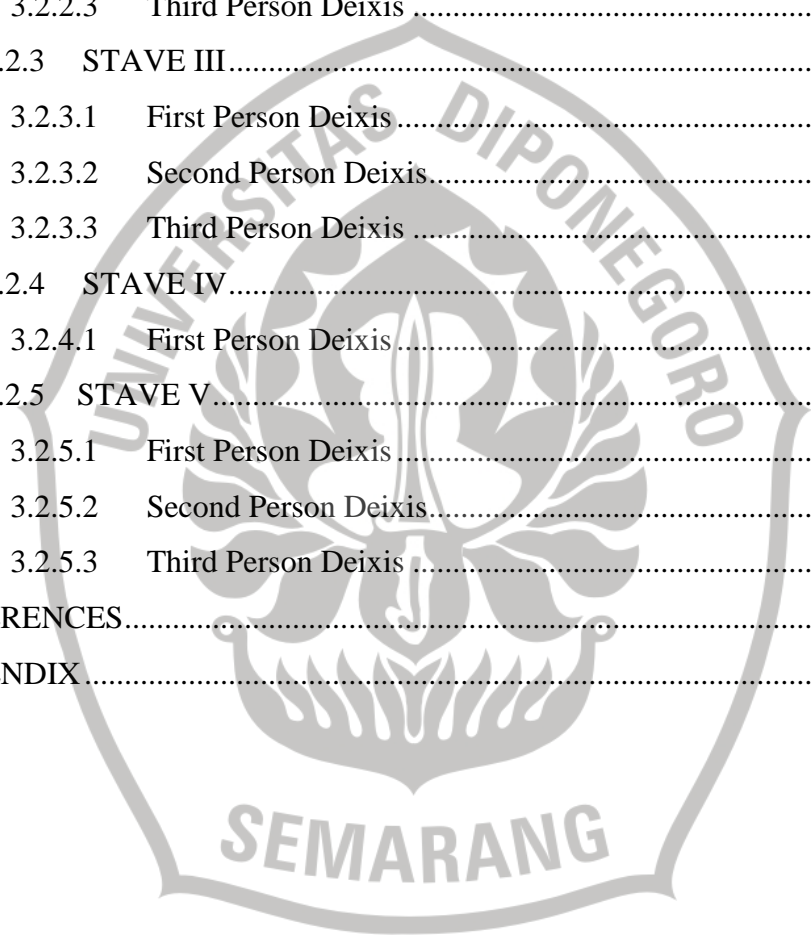 3.2.2.3 Third Person Deixis ........................................................
.2.3 STAVE III........................................................................
3.2.3.1 First Person Deixis........................................................
3.2.3.2 Second Person Deixis...................................................
3.2.3.3 Third Person Deixis ......................................................
.2.4 STAVE IV........................................................................
3.2.4.1 First Person Deixis........................................................
.2.5 STAVE V..........................................................................
3.2.5.1 First Person Deixis........................................................
3.2.5.2 Second Person Deixis...................................................
3.2.5.3 Third Person Deixis ......................................................
RENCES.....................................................................................
NDIX..........................................................................................
UNIVERSITAS DIPONEGORO
SEMARANG